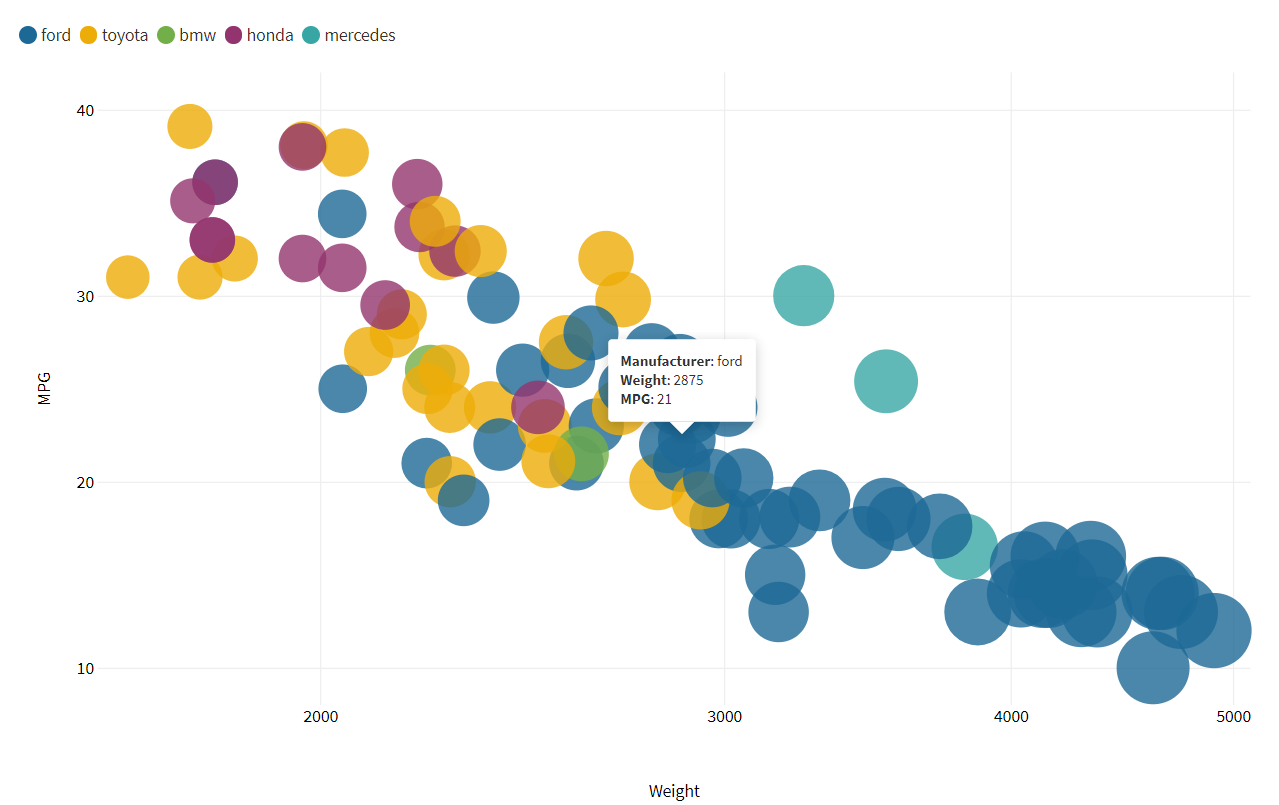 ford toyota bmw honda mercedes
40
30
20
10
MPG
Manufacturer: ford
Weight: 2875
MPG: 21
2000 3000 4000 5000
Weight